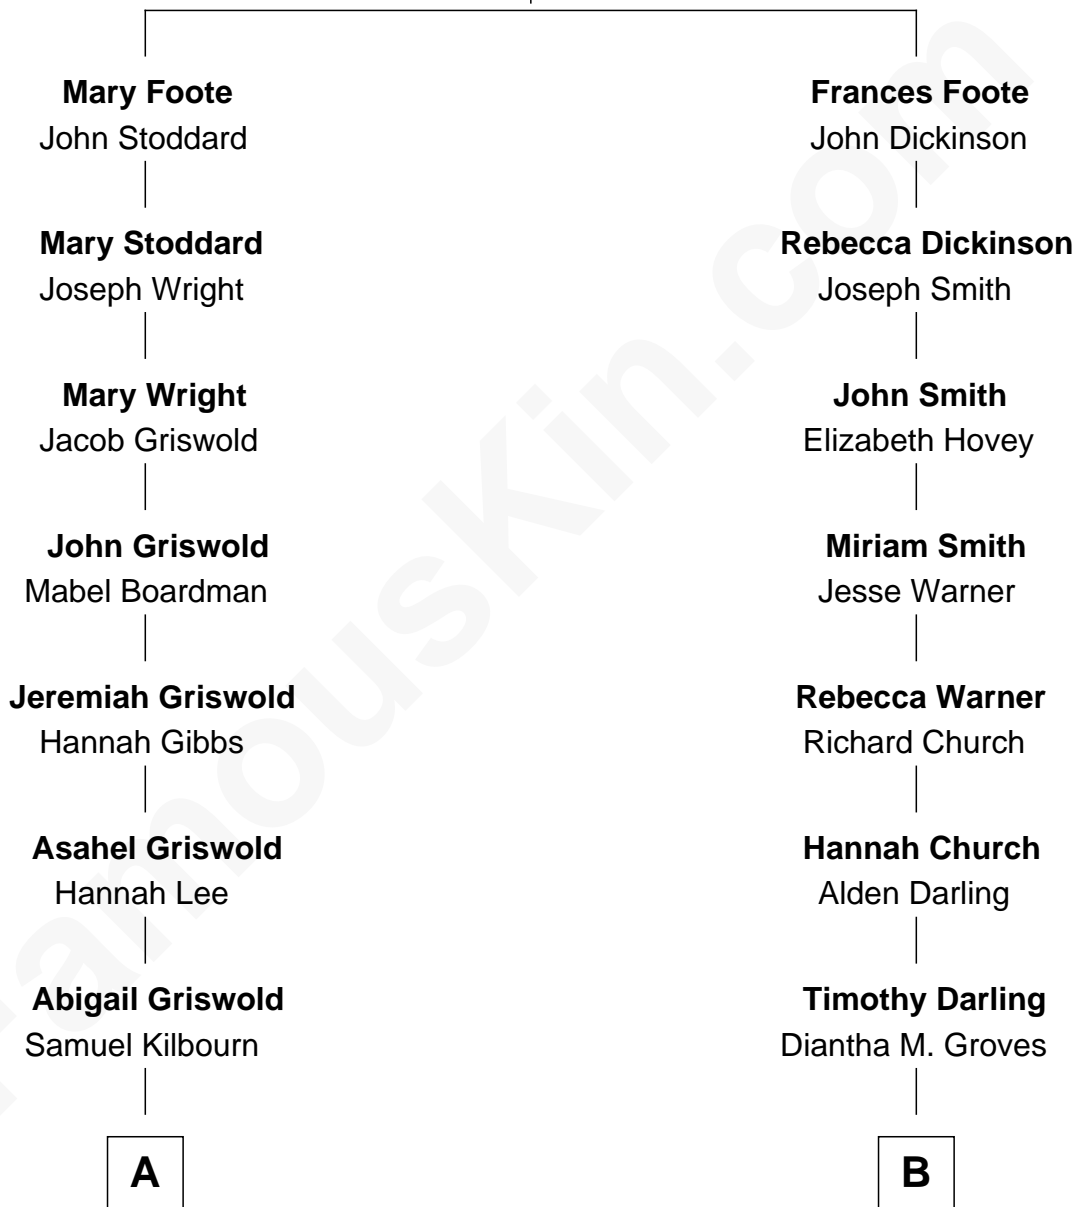 Mary Foote
John Stoddard
Mary Stoddard
Joseph Wright
Mary Wright
Jacob Griswold
John Griswold
Mabel Boardman
Jeremiah Griswold
Hannah Gibbs
Asahel Griswold
Hannah Lee
Abigail Griswold
Samuel Kilbourn
A
Frances Foote
John Dickinson
Rebecca Dickinson
Joseph Smith
John Smith
Elizabeth Hovey
Miriam Smith
Jesse Warner
Rebecca Warner
Richard Church
Hannah Church
Alden Darling
Timothy Darling
Diantha M. Groves
B
FamousKin.com